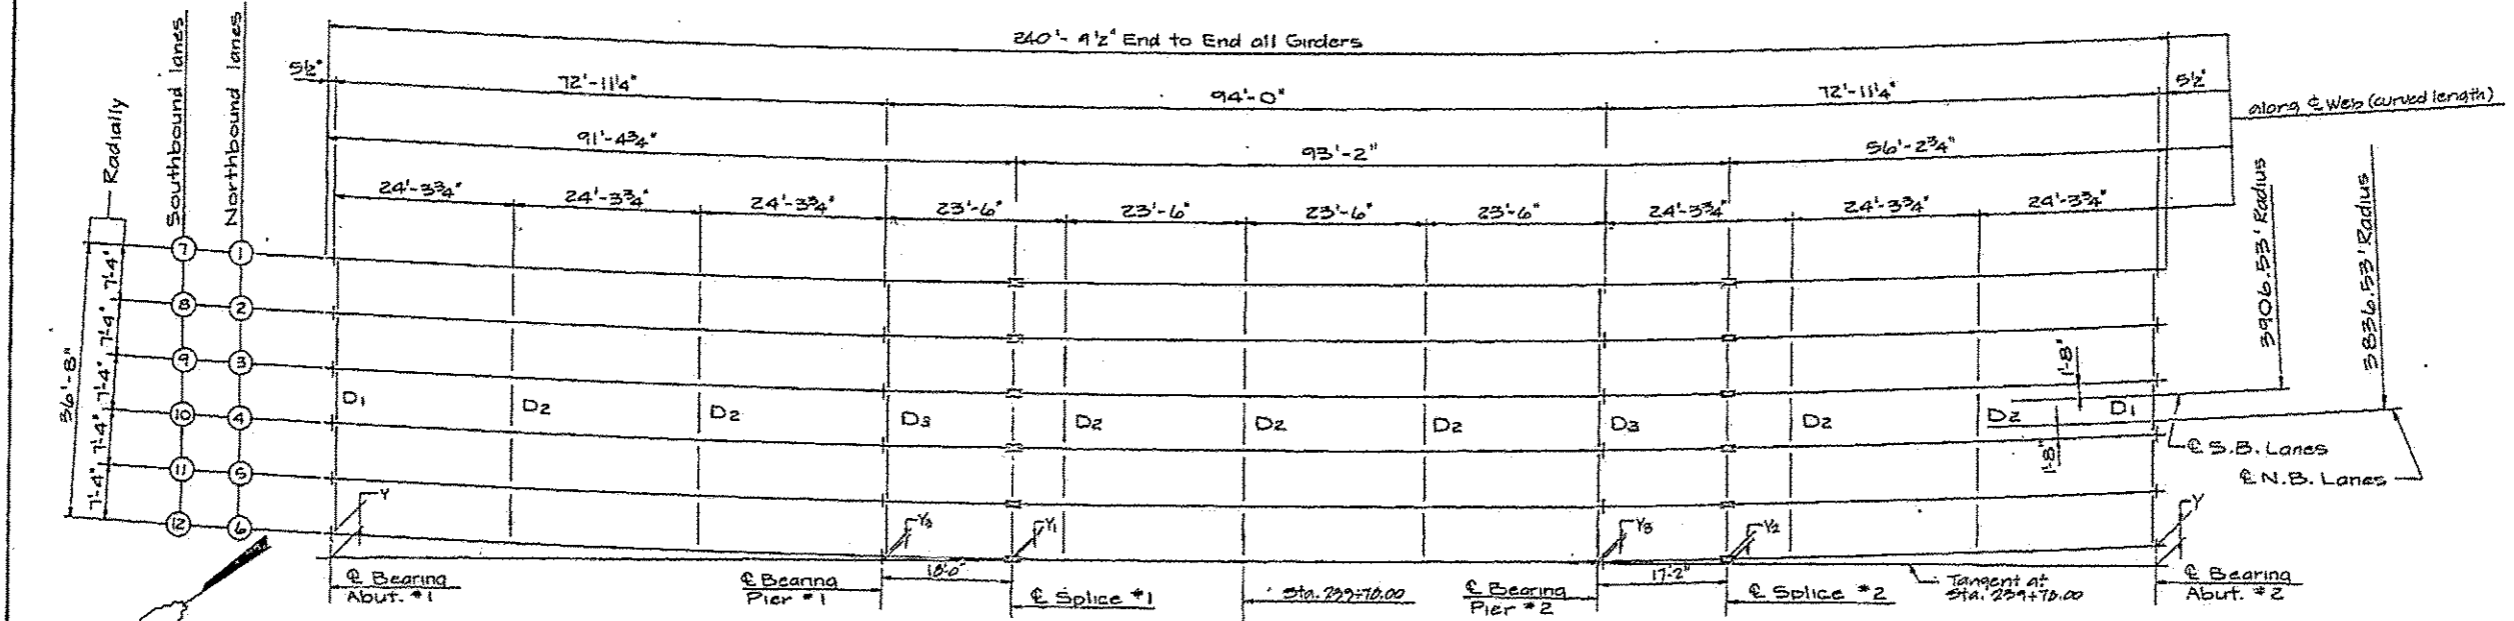 240'-9½" End to End all Girders
5½"
72'-11¼"
94'-0"
72'-11¼"
5½"
along ℄ Web (curved length)
91'-4¾"
93'-2"
56'-2¾"
24'-3¾"
24'-3¾"
24'-3¾"
23'-6"
23'-6"
23'-6"
23'-6"
24'-3¾"
24'-3¾"
24'-3¾"
Radially
Southbound lanes
Northbound lanes
3906.53' Radius
3836.53' Radius
7 1
8 2
9 3
10 4
11 5
12 6
36'-8"
7'-4", 7'-4", 7'-4", 7'-4", 7'-4"
D1
D2
D2
D3
D2
D2
D2
D3
D2
D2
D1
1'-8"
1'-8"
℄ S.B. Lanes
℄ N.B. Lanes
Y
Y3
Y1
Y3
Y2
Y
18'-0"
17'-2"
℄ Bearing
Abut. #1
℄ Bearing
Pier #1
℄ Splice #1
Sta. 239+70.00
℄ Bearing
Pier #2
℄ Splice #2
Tangent at
Sta. 239+70.00
℄ Bearing
Abut. #2